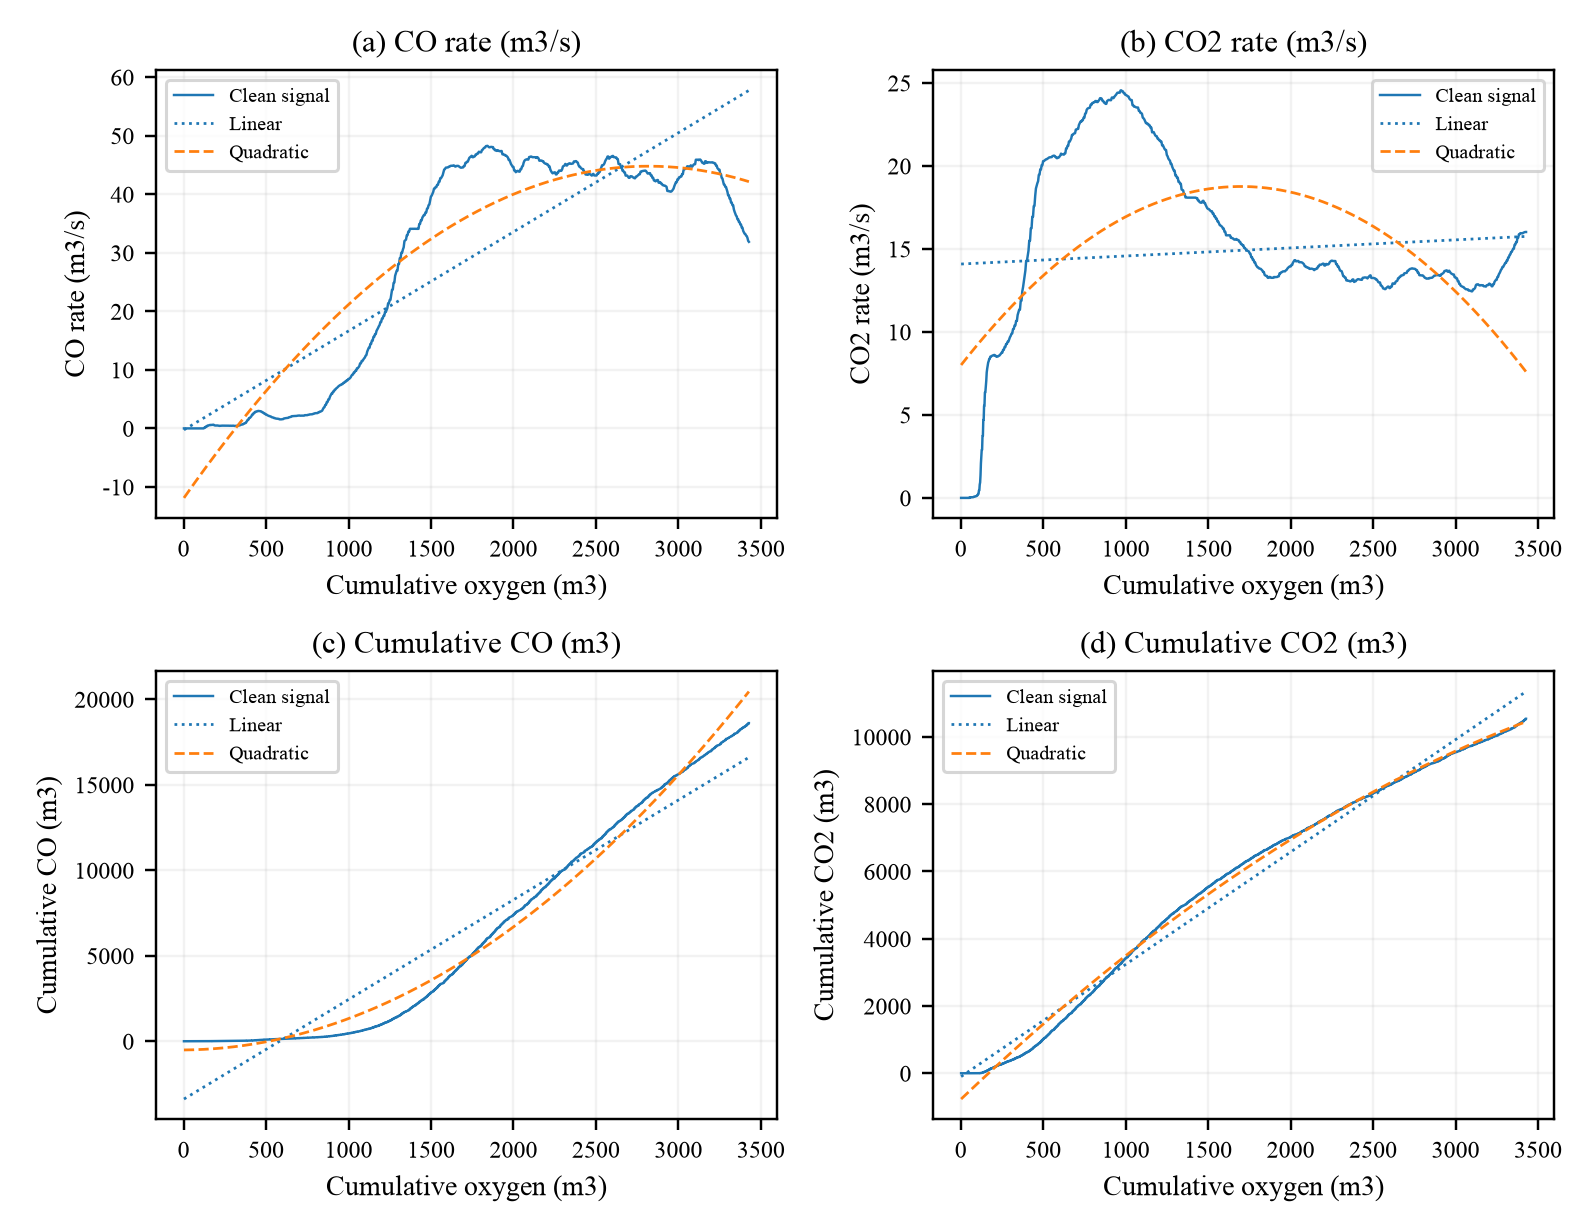 (a) CO rate (m3/s)
CO rate (m3/s)
60
50
40
30
20
10
0
-10
Clean signal
Linear
Quadratic
0 500 1000 1500 2000 2500 3000 3500
Cumulative oxygen (m3)
(b) CO2 rate (m3/s)
CO2 rate (m3/s)
25
20
15
10
5
0
Clean signal
Linear
Quadratic
0 500 1000 1500 2000 2500 3000 3500
Cumulative oxygen (m3)
(c) Cumulative CO (m3)
Cumulative CO (m3)
20000
15000
10000
5000
0
Clean signal
Linear
Quadratic
0 500 1000 1500 2000 2500 3000 3500
Cumulative oxygen (m3)
(d) Cumulative CO2 (m3)
Cumulative CO2 (m3)
10000
8000
6000
4000
2000
0
Clean signal
Linear
Quadratic
0 500 1000 1500 2000 2500 3000 3500
Cumulative oxygen (m3)